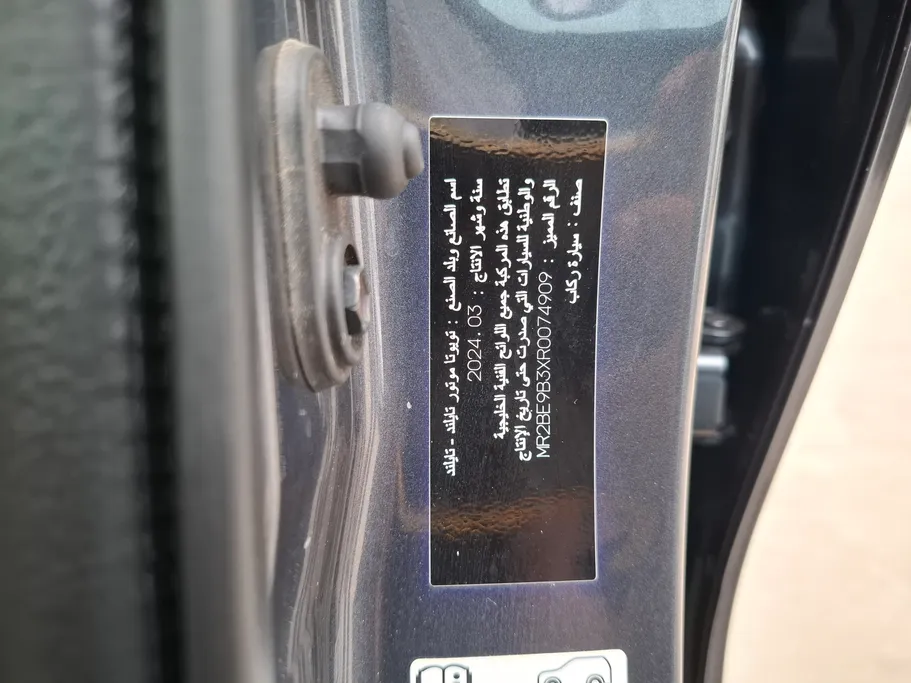 اسم الصانع وبلد الصنع : تويوتا موتور تايلند - تايلند
سنة وشهر الإنتاج : 2024.03
تطابق هذه المركبة جميع اللوائح الفنية الخليجية
والوطنية للسيارات التي صدرت حتى تاريخ الإنتاج
الرقم المميز : MR2BE9B3XR0074909
صنف : سيارة ركاب